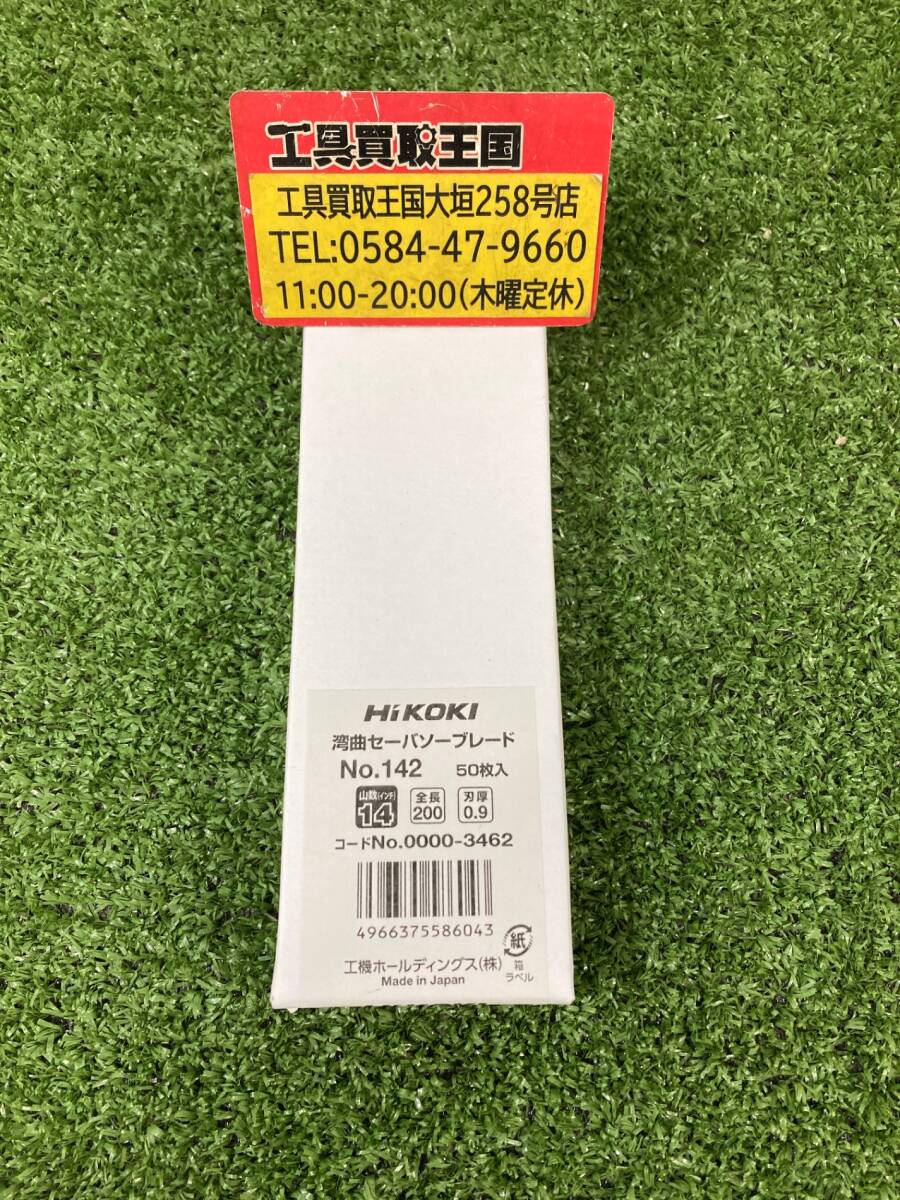 工具買取王国
工具買取王国大垣258号店
TEL:0584-47-9660
11:00-20:00(木曜定休)
HiKOKI
湾曲セーバソーブレード
No.142 50枚入
山数(インチ) 14 全長 200 刃厚 0.9
コードNo.0000-3462
4966375586043
紙
箱
ラベル
工機ホールディングス(株)
Made in Japan